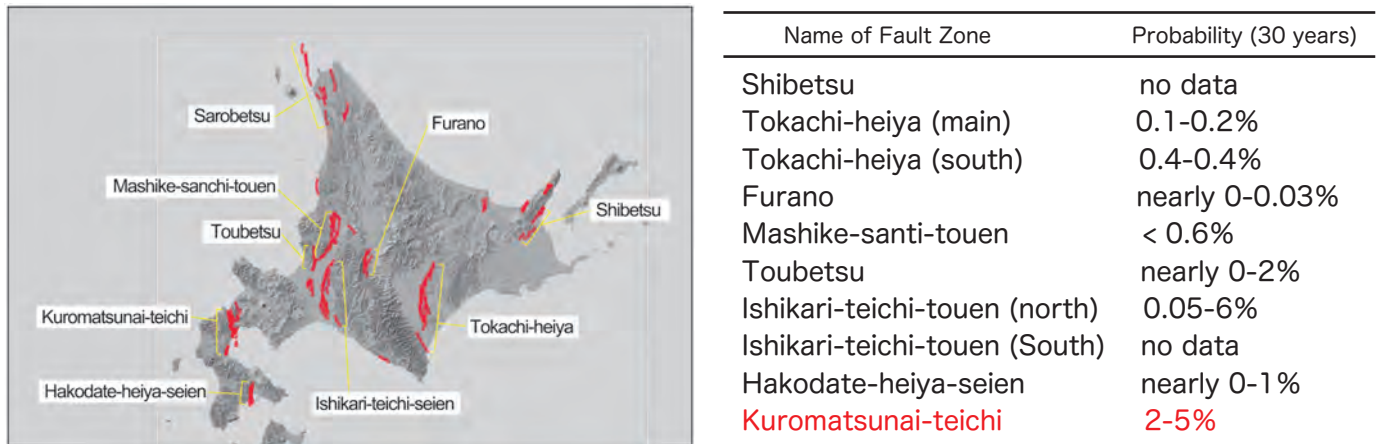 Sarobetsu
Furano
Mashike-sanchi-touen
Shibetsu
Toubetsu
Kuromatsunai-teichi
Tokachi-heiya
Hakodate-heiya-seien
Ishikari-teichi-seien
Name of Fault Zone Probability (30 years)
Shibetsu no data
Tokachi-heiya (main) 0.1-0.2%
Tokachi-heiya (south) 0.4-0.4%
Furano nearly 0-0.03%
Mashike-santi-touen < 0.6%
Toubetsu nearly 0-2%
Ishikari-teichi-touen (north) 0.05-6%
Ishikari-teichi-touen (South) no data
Hakodate-heiya-seien nearly 0-1%
Kuromatsunai-teichi 2-5%